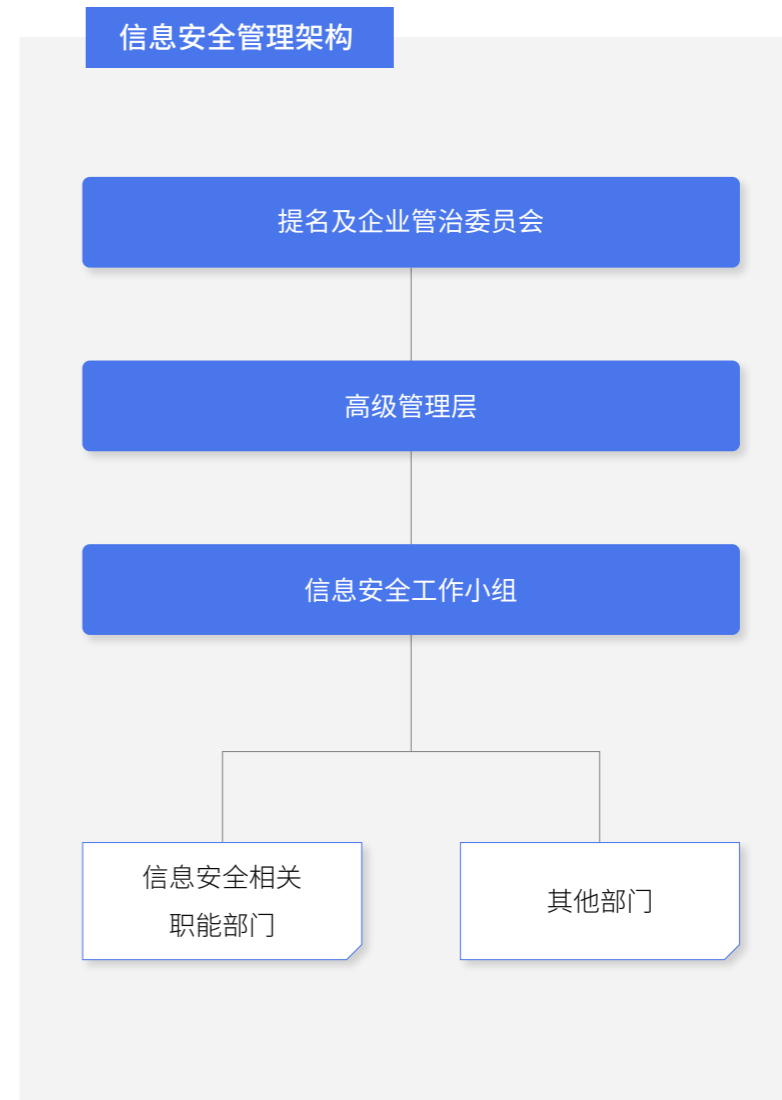 信息安全管理架构
提名及企业管治委员会
高级管理层
信息安全工作小组
信息安全相关
职能部门
其他部门